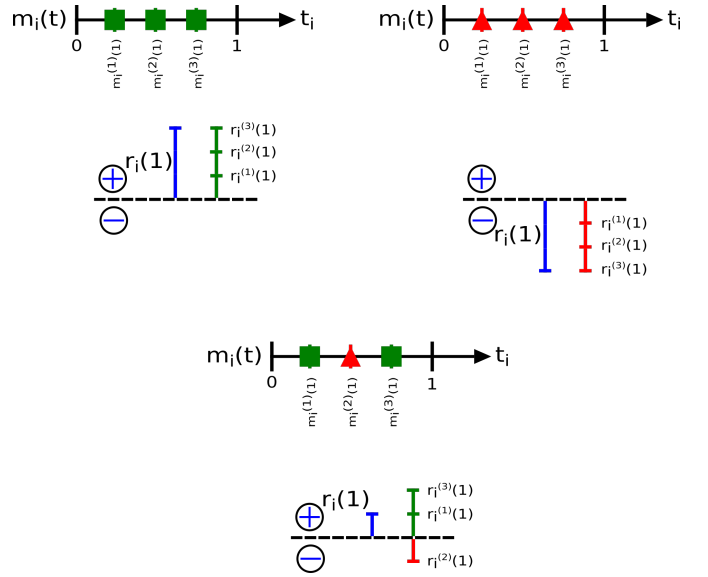 mᵢ(t) tᵢ
0 1
mᵢ⁽¹⁾(1) mᵢ⁽²⁾(1) mᵢ⁽³⁾(1)
rᵢ(1)
rᵢ⁽³⁾(1)
rᵢ⁽²⁾(1)
rᵢ⁽¹⁾(1)
+
−
mᵢ(t) tᵢ
0 1
mᵢ⁽¹⁾(1) mᵢ⁽²⁾(1) mᵢ⁽³⁾(1)
+
−
rᵢ(1)
rᵢ⁽¹⁾(1)
rᵢ⁽²⁾(1)
rᵢ⁽³⁾(1)
mᵢ(t) tᵢ
0 1
mᵢ⁽¹⁾(1) mᵢ⁽²⁾(1) mᵢ⁽³⁾(1)
rᵢ(1)
rᵢ⁽³⁾(1)
rᵢ⁽¹⁾(1)
+
−
rᵢ⁽²⁾(1)